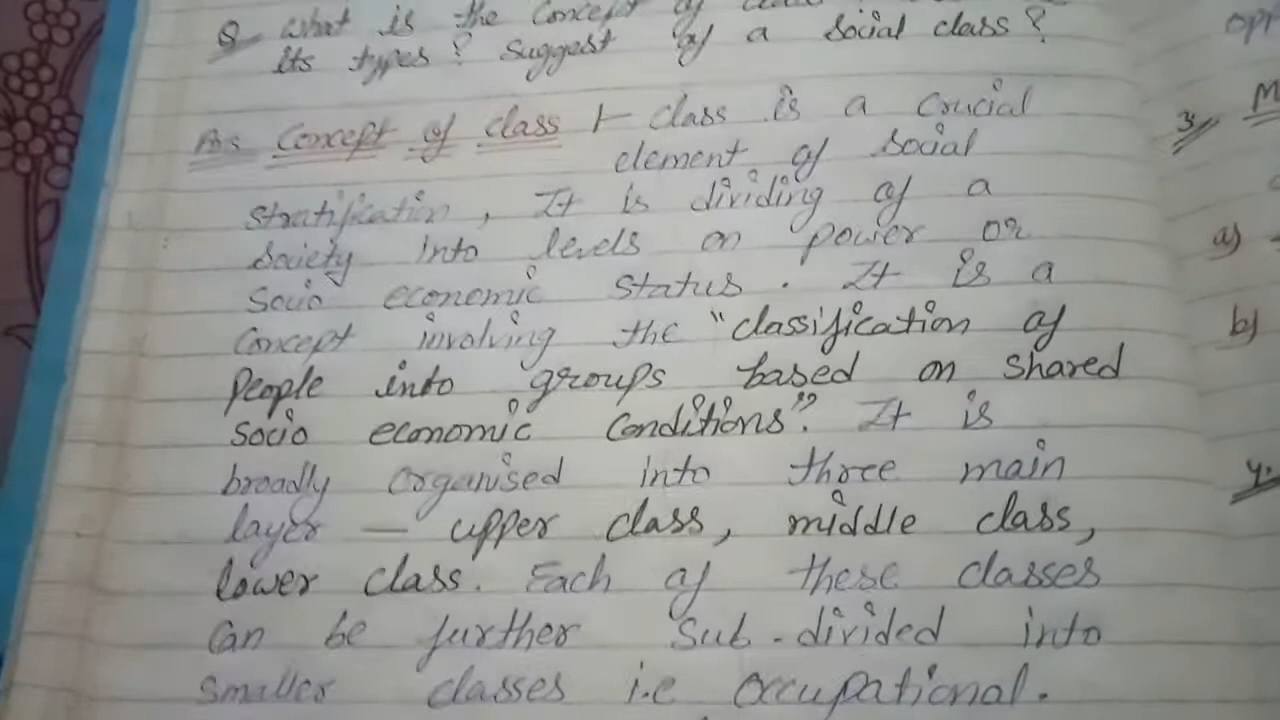 Q What is the Concept of
its types? Suggest of a social class?
Ans Concept of class :- class is a crucial
element of social
stratification, It is dividing of a
society into levels on power or
socio economic status. It is a
concept involving the "classification of
people into groups based on shared
socio economic conditions". It is
broadly organised into three main
layer — upper class, middle class,
lower class. Each of these classes
can be further sub-divided into
smaller classes i.e occupational.
3
M
a)
b)
4.